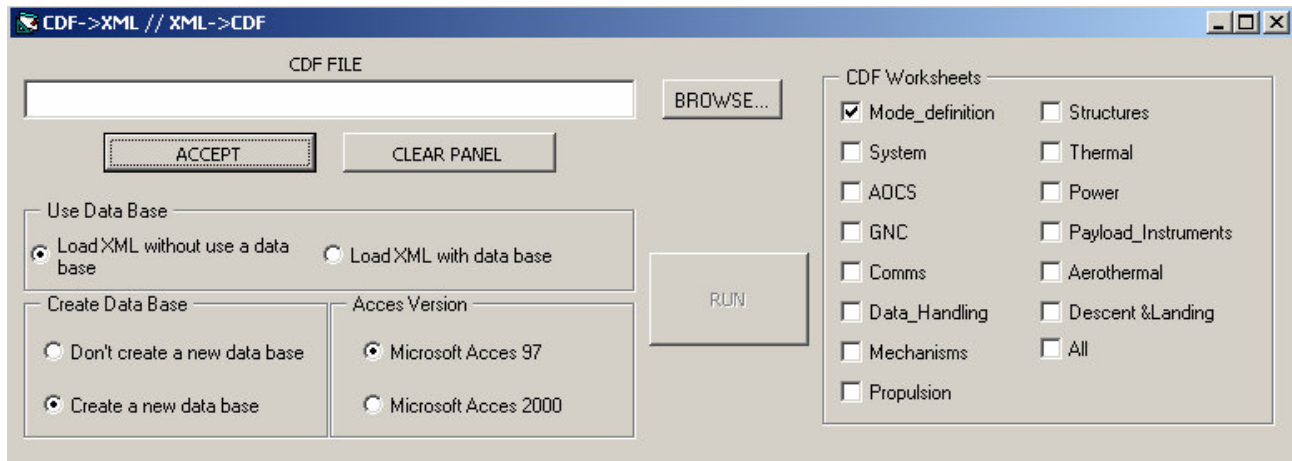 CDF->XML // XML->CDF
CDF FILE
BROWSE...
ACCEPT
CLEAR PANEL
Use Data Base
Load XML without use a data
base
Load XML with data base
Create Data Base
Don't create a new data base
Create a new data base
Acces Version
Microsoft Acces 97
Microsoft Acces 2000
RUN
CDF Worksheets
Mode_definition
System
AOCS
GNC
Comms
Data_Handling
Mechanisms
Propulsion
Structures
Thermal
Power
Payload_Instruments
Aerothermal
Descent &Landing
All